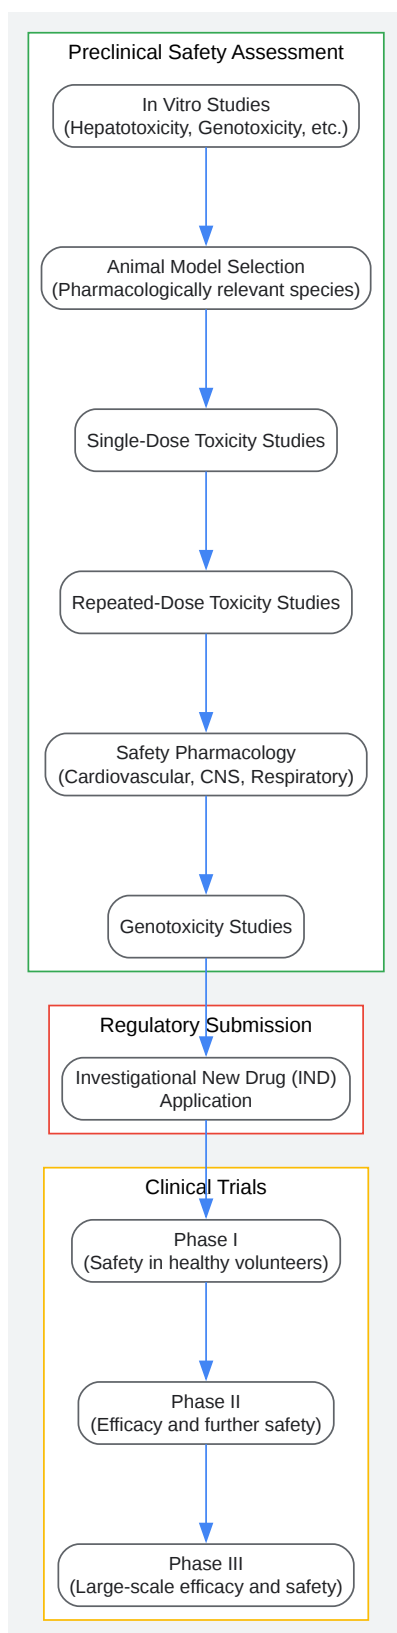 Preclinical Safety Assessment
In Vitro Studies
(Hepatotoxicity, Genotoxicity, etc.)
Animal Model Selection
(Pharmacologically relevant species)
Single-Dose Toxicity Studies
Repeated-Dose Toxicity Studies
Safety Pharmacology
(Cardiovascular, CNS, Respiratory)
Genotoxicity Studies
Regulatory Submission
Investigational New Drug (IND)
Application
Clinical Trials
Phase I
(Safety in healthy volunteers)
Phase II
(Efficacy and further safety)
Phase III
(Large-scale efficacy and safety)